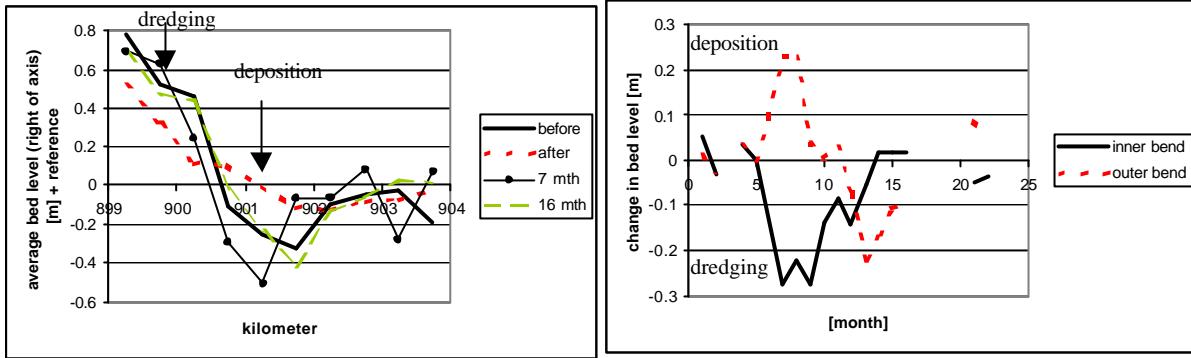 dredging
deposition
0.8
0.6
0.4
0.2
0
-0.2
-0.4
-0.6
899
900
901
902
903
904
average bed level (right of axis)
[m] + reference
kilometer
before
after
7 mth
16 mth
deposition
dredging
0.3
0.2
0.1
0
-0.1
-0.2
-0.3
0
5
10
15
20
25
change in bed level [m]
[month]
inner bend
outer bend